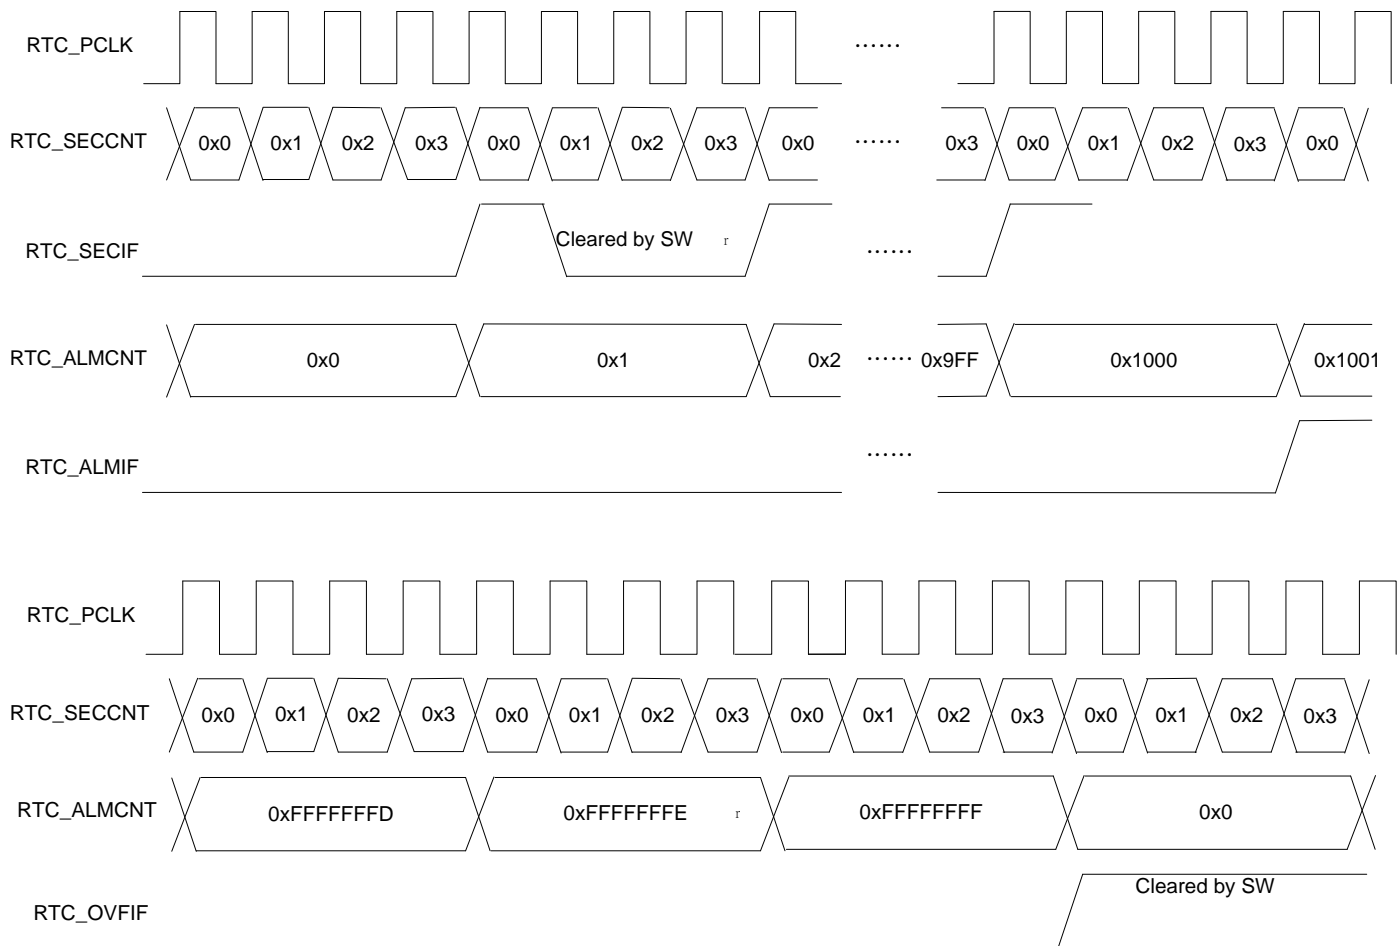 RTC_PCLK ······
RTC_SECCNT 0x0 0x1 0x2 0x3 0x0 0x1 0x2 0x3 0x0 ······ 0x3 0x0 0x1 0x2 0x3 0x0
RTC_SECIF Cleared by SW r ······
RTC_ALMCNT 0x0 0x1 0x2 ······ 0x9FF 0x1000 0x1001
RTC_ALMIF ······
RTC_PCLK
RTC_SECCNT 0x0 0x1 0x2 0x3 0x0 0x1 0x2 0x3 0x0 0x1 0x2 0x3 0x0 0x1 0x2 0x3
RTC_ALMCNT 0xFFFFFFFD 0xFFFFFFFE r 0xFFFFFFFF 0x0
RTC_OVFIF Cleared by SW